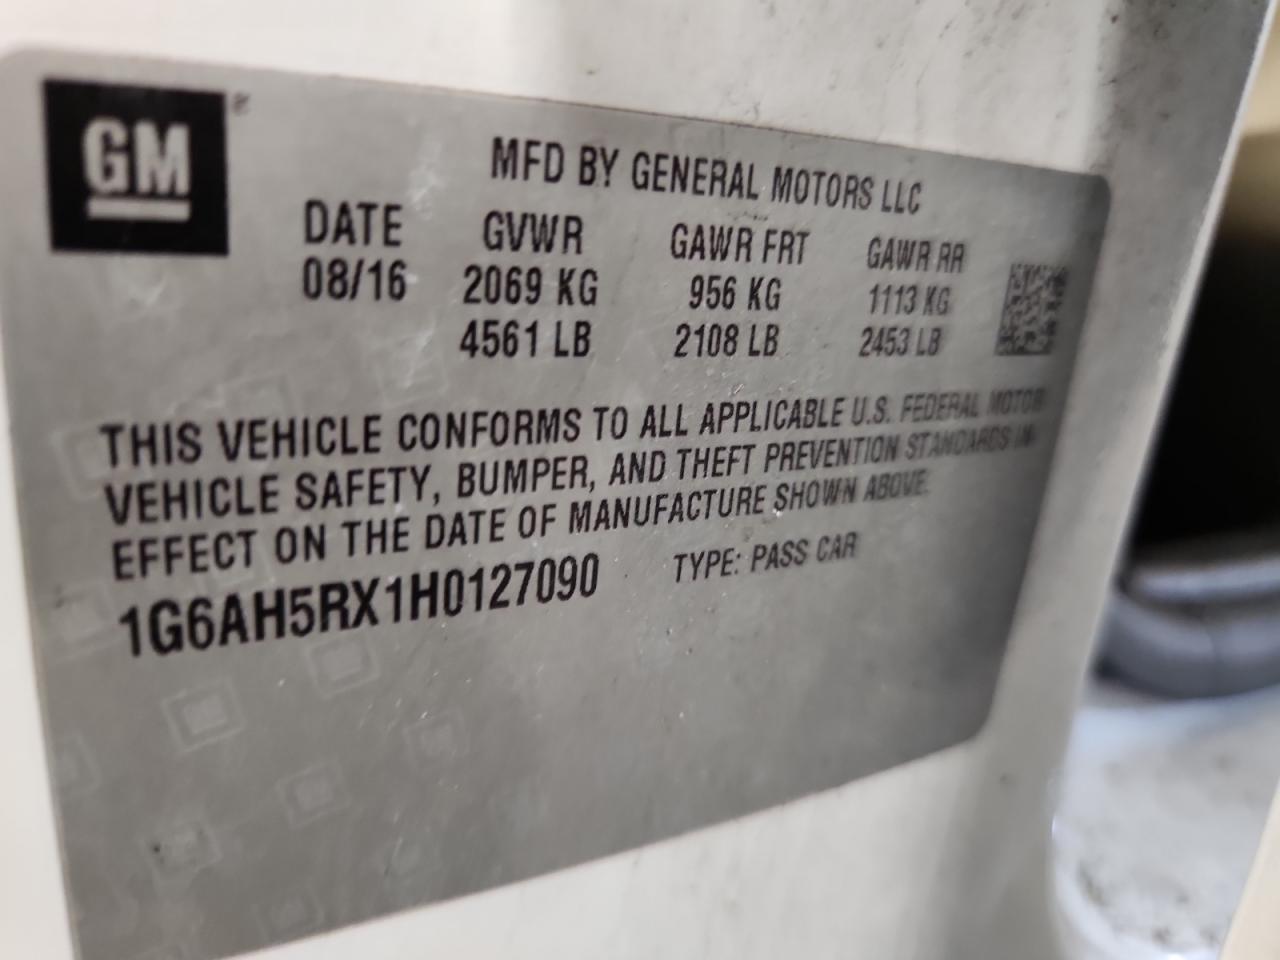 GM ®
MFD BY GENERAL MOTORS LLC
DATE GVWR GAWR FRT GAWR RR
08/16 2069 KG 956 KG 1113 KG
4561 LB 2108 LB 2453 LB
THIS VEHICLE CONFORMS TO ALL APPLICABLE U.S. FEDERAL MOTOR
VEHICLE SAFETY, BUMPER, AND THEFT PREVENTION STANDARDS IN
EFFECT ON THE DATE OF MANUFACTURE SHOWN ABOVE.
1G6AH5RX1H0127090 TYPE: PASS CAR